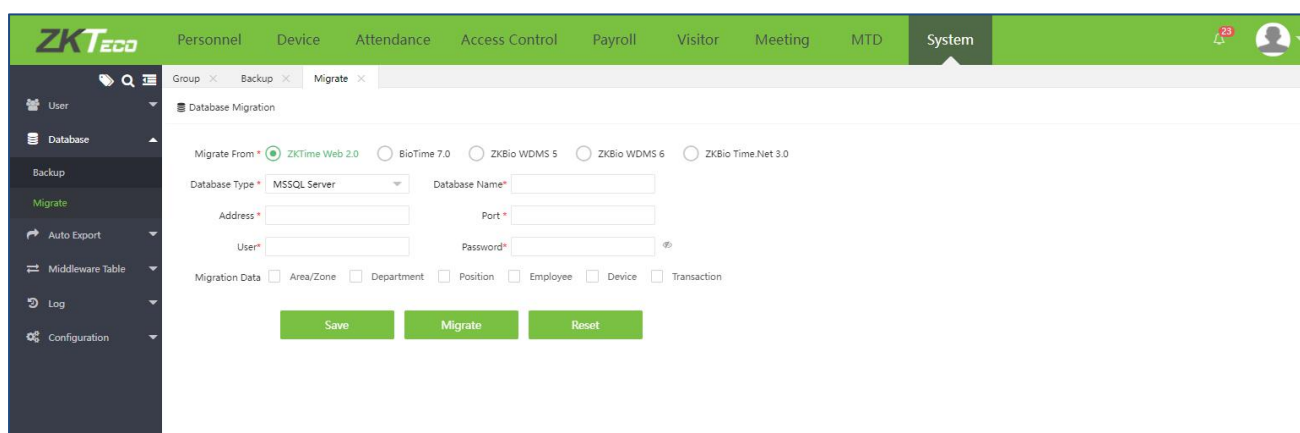 ZKTeco Personnel Device Attendance Access Control Payroll Visitor Meeting MTD System 23
Group Backup Migrate
User
Database Migration
Database
Migrate From * ZKTime Web 2.0 BioTime 7.0 ZKBio WDMS 5 ZKBio WDMS 6 ZKBio Time.Net 3.0
Backup
Database Type * MSSQL Server Database Name*
Migrate
Address * Port *
Auto Export
User* Password*
Middleware Table
Migration Data Area/Zone Department Position Employee Device Transaction
Log
Save Migrate Reset
Configuration